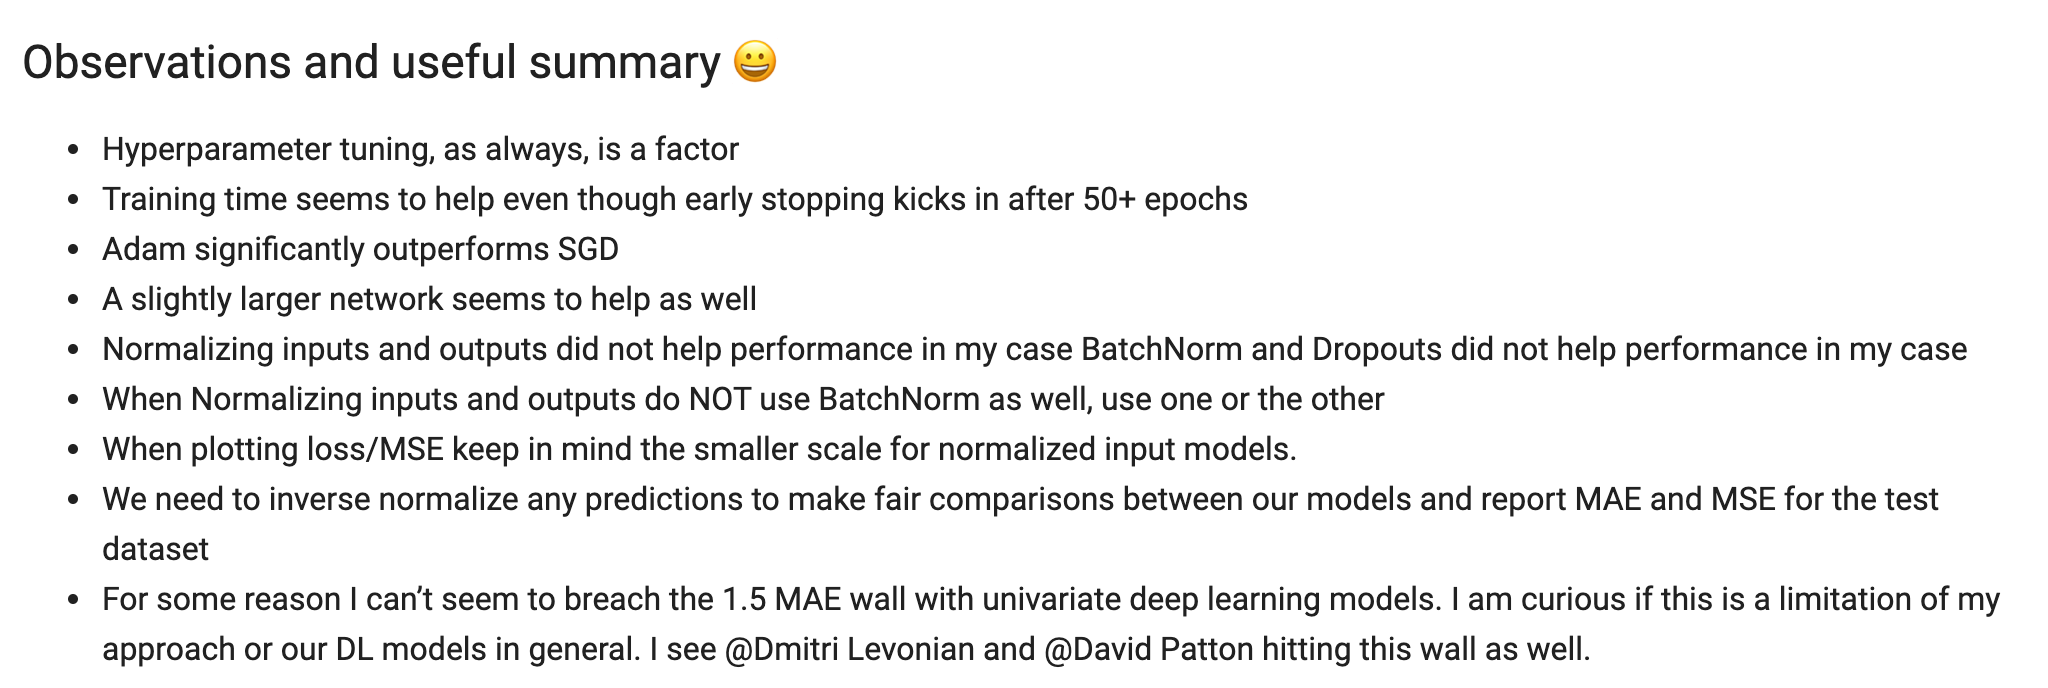 Observations and useful summary 😀
• Hyperparameter tuning, as always, is a factor
• Training time seems to help even though early stopping kicks in after 50+ epochs
• Adam significantly outperforms SGD
• A slightly larger network seems to help as well
• Normalizing inputs and outputs did not help performance in my case BatchNorm and Dropouts did not help performance in my case
• When Normalizing inputs and outputs do NOT use BatchNorm as well, use one or the other
• When plotting loss/MSE keep in mind the smaller scale for normalized input models.
• We need to inverse normalize any predictions to make fair comparisons between our models and report MAE and MSE for the test
dataset
• For some reason I can’t seem to breach the 1.5 MAE wall with univariate deep learning models. I am curious if this is a limitation of my
approach or our DL models in general. I see @Dmitri Levonian and @David Patton hitting this wall as well.